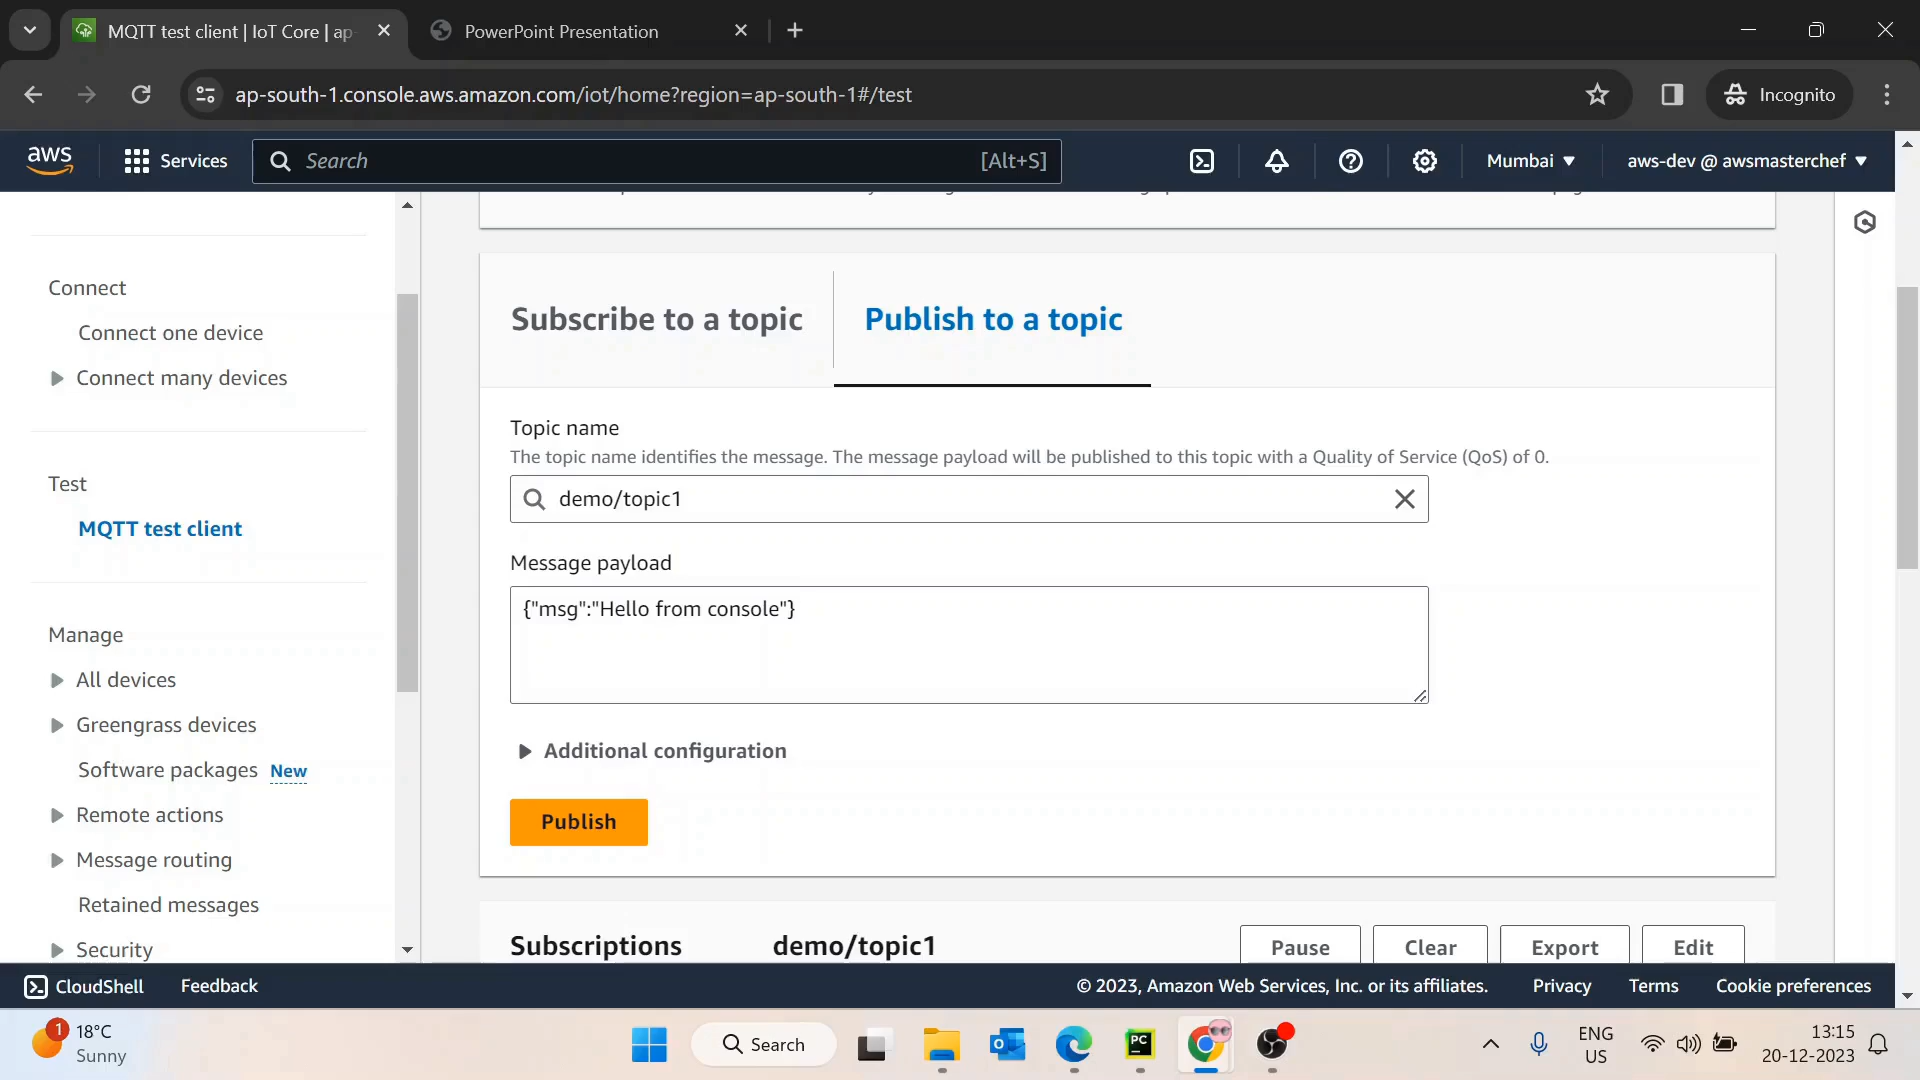 MQTT test client | IoT Core | ap-
PowerPoint Presentation
ap-south-1.console.aws.amazon.com/iot/home?region=ap-south-1#/test
Incognito
aws
Services
Search
[Alt+S]
Mumbai
aws-dev @ awsmasterchef
Connect
Connect one device
Connect many devices
Test
MQTT test client
Manage
All devices
Greengrass devices
Software packages New
Remote actions
Message routing
Retained messages
Security
Subscribe to a topic
Publish to a topic
Topic name
The topic name identifies the message. The message payload will be published to this topic with a Quality of Service (QoS) of 0.
demo/topic1
Message payload
{"msg":"Hello from console"}
Additional configuration
Publish
Subscriptions
demo/topic1
Pause
Clear
Export
Edit
CloudShell
Feedback
© 2023, Amazon Web Services, Inc. or its affiliates.
Privacy
Terms
Cookie preferences
1
18°C
Sunny
Search
PC
ENG
US
13:15
20-12-2023